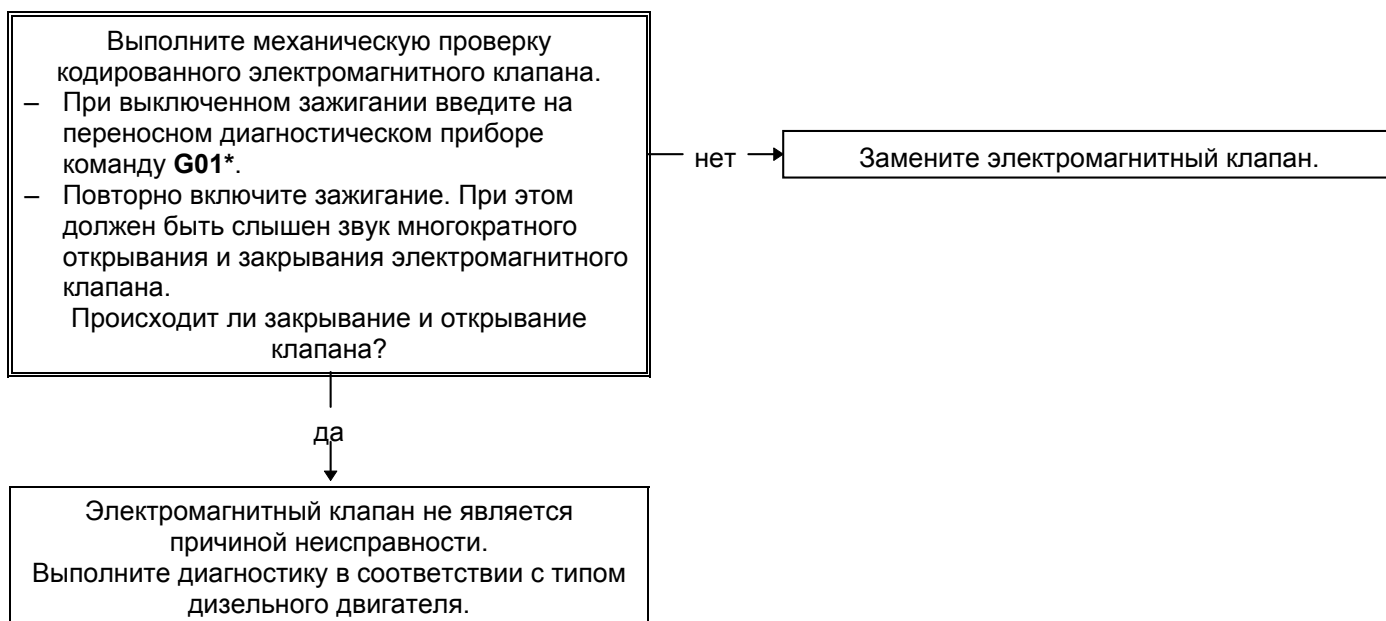 Выполните механическую проверку
кодированного электромагнитного клапана.
– При выключенном зажигании введите на
переносном диагностическом приборе
команду G01*.
– Повторно включите зажигание. При этом
должен быть слышен звук многократного
открывания и закрывания электромагнитного
клапана.
Происходит ли закрывание и открывание
клапана?
нет
Замените электромагнитный клапан.
да
Электромагнитный клапан не является
причиной неисправности.
Выполните диагностику в соответствии с типом
дизельного двигателя.